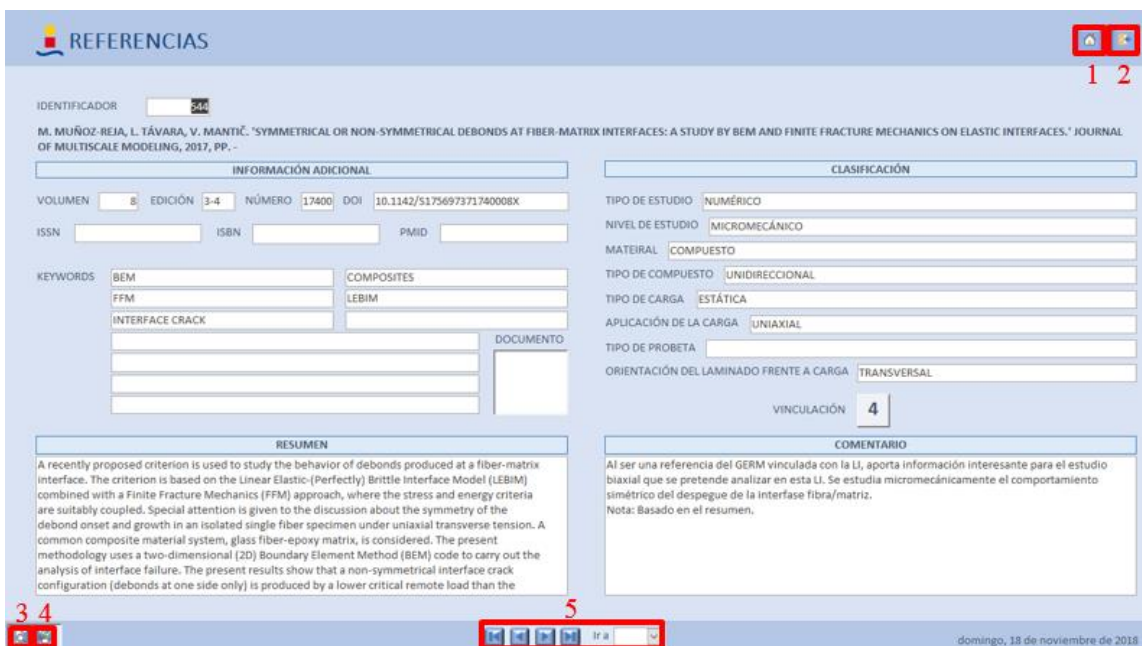 REFERENCIAS
1 2
IDENTIFICADOR 544
M. MUÑOZ-REJA, L. TÁVARA, V. MANTIČ. 'SYMMETRICAL OR NON-SYMMETRICAL DEBONDS AT FIBER-MATRIX INTERFACES: A STUDY BY BEM AND FINITE FRACTURE MECHANICS ON ELASTIC INTERFACES.' JOURNAL
OF MULTISCALE MODELING, 2017, PP. -
INFORMACIÓN ADICIONAL
VOLUMEN 8 EDICIÓN 3-4 NÚMERO 17400 DOI 10.1142/S175697371740008X
ISSN ISBN PMID
KEYWORDS BEM COMPOSITES
FFM LEBIM
INTERFACE CRACK
DOCUMENTO
CLASIFICACIÓN
TIPO DE ESTUDIO NUMÉRICO
NIVEL DE ESTUDIO MICROMECÁNICO
MATEIRAL COMPUESTO
TIPO DE COMPUESTO UNIDIRECCIONAL
TIPO DE CARGA ESTÁTICA
APLICACIÓN DE LA CARGA UNIAXIAL
TIPO DE PROBETA
ORIENTACIÓN DEL LAMINADO FRENTE A CARGA TRANSVERSAL
VINCULACIÓN 4
RESUMEN
A recently proposed criterion is used to study the behavior of debonds produced at a fiber-matrix
interface. The criterion is based on the Linear Elastic-(Perfectly) Brittle Interface Model (LEBIM)
combined with a Finite Fracture Mechanics (FFM) approach, where the stress and energy criteria
are suitably coupled. Special attention is given to the discussion about the symmetry of the
debond onset and growth in an isolated single fiber specimen under uniaxial transverse tension. A
common composite material system, glass fiber-epoxy matrix, is considered. The present
methodology uses a two-dimensional (2D) Boundary Element Method (BEM) code to carry out the
analysis of interface failure. The present results show that a non-symmetrical interface crack
configuration (debonds at one side only) is produced by a lower critical remote load than the
COMENTARIO
Al ser una referencia del GERM vinculada con la LI, aporta información interesante para el estudio
biaxial que se pretende analizar en esta LI. Se estudia micromecánicamente el comportamiento
simétrico del despegue de la interfase fibra/matriz.
Nota: Basado en el resumen.
3 4 5
Ir a
domingo, 18 de noviembre de 2018